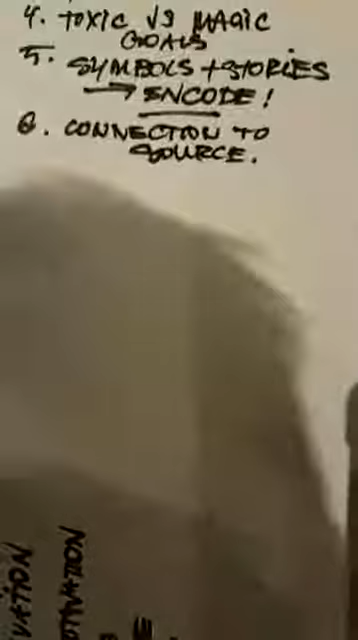 4. TOXIC VS MAGIC
GOALS
5. SYMBOLS + STORIES
→ ENCODE!
6. CONNECTION TO
SOURCE.